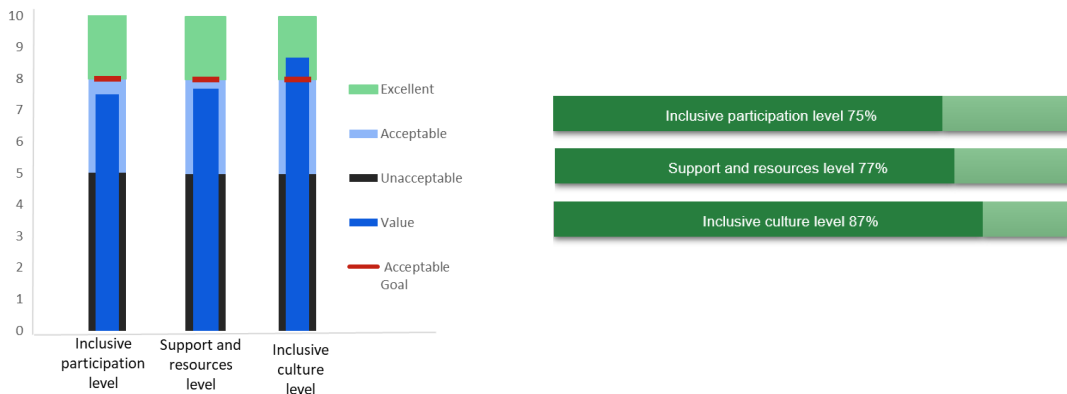 10
9
8
7
6
5
4
3
2
1
0
Inclusive
participation
level
Support and
resources
level
Inclusive
culture
level
Excellent
Acceptable
Unacceptable
Value
Acceptable
Goal
Inclusive participation level 75%
Support and resources level 77%
Inclusive culture level 87%